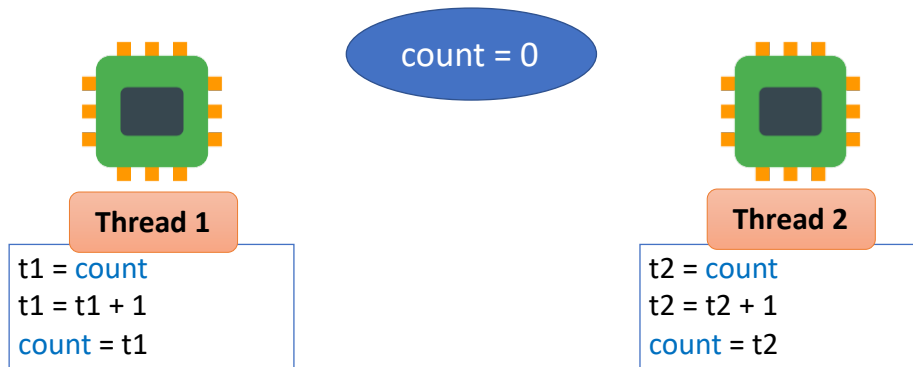 count = 0
Thread 1
t1 = count
t1 = t1 + 1
count = t1
Thread 2
t2 = count
t2 = t2 + 1
count = t2